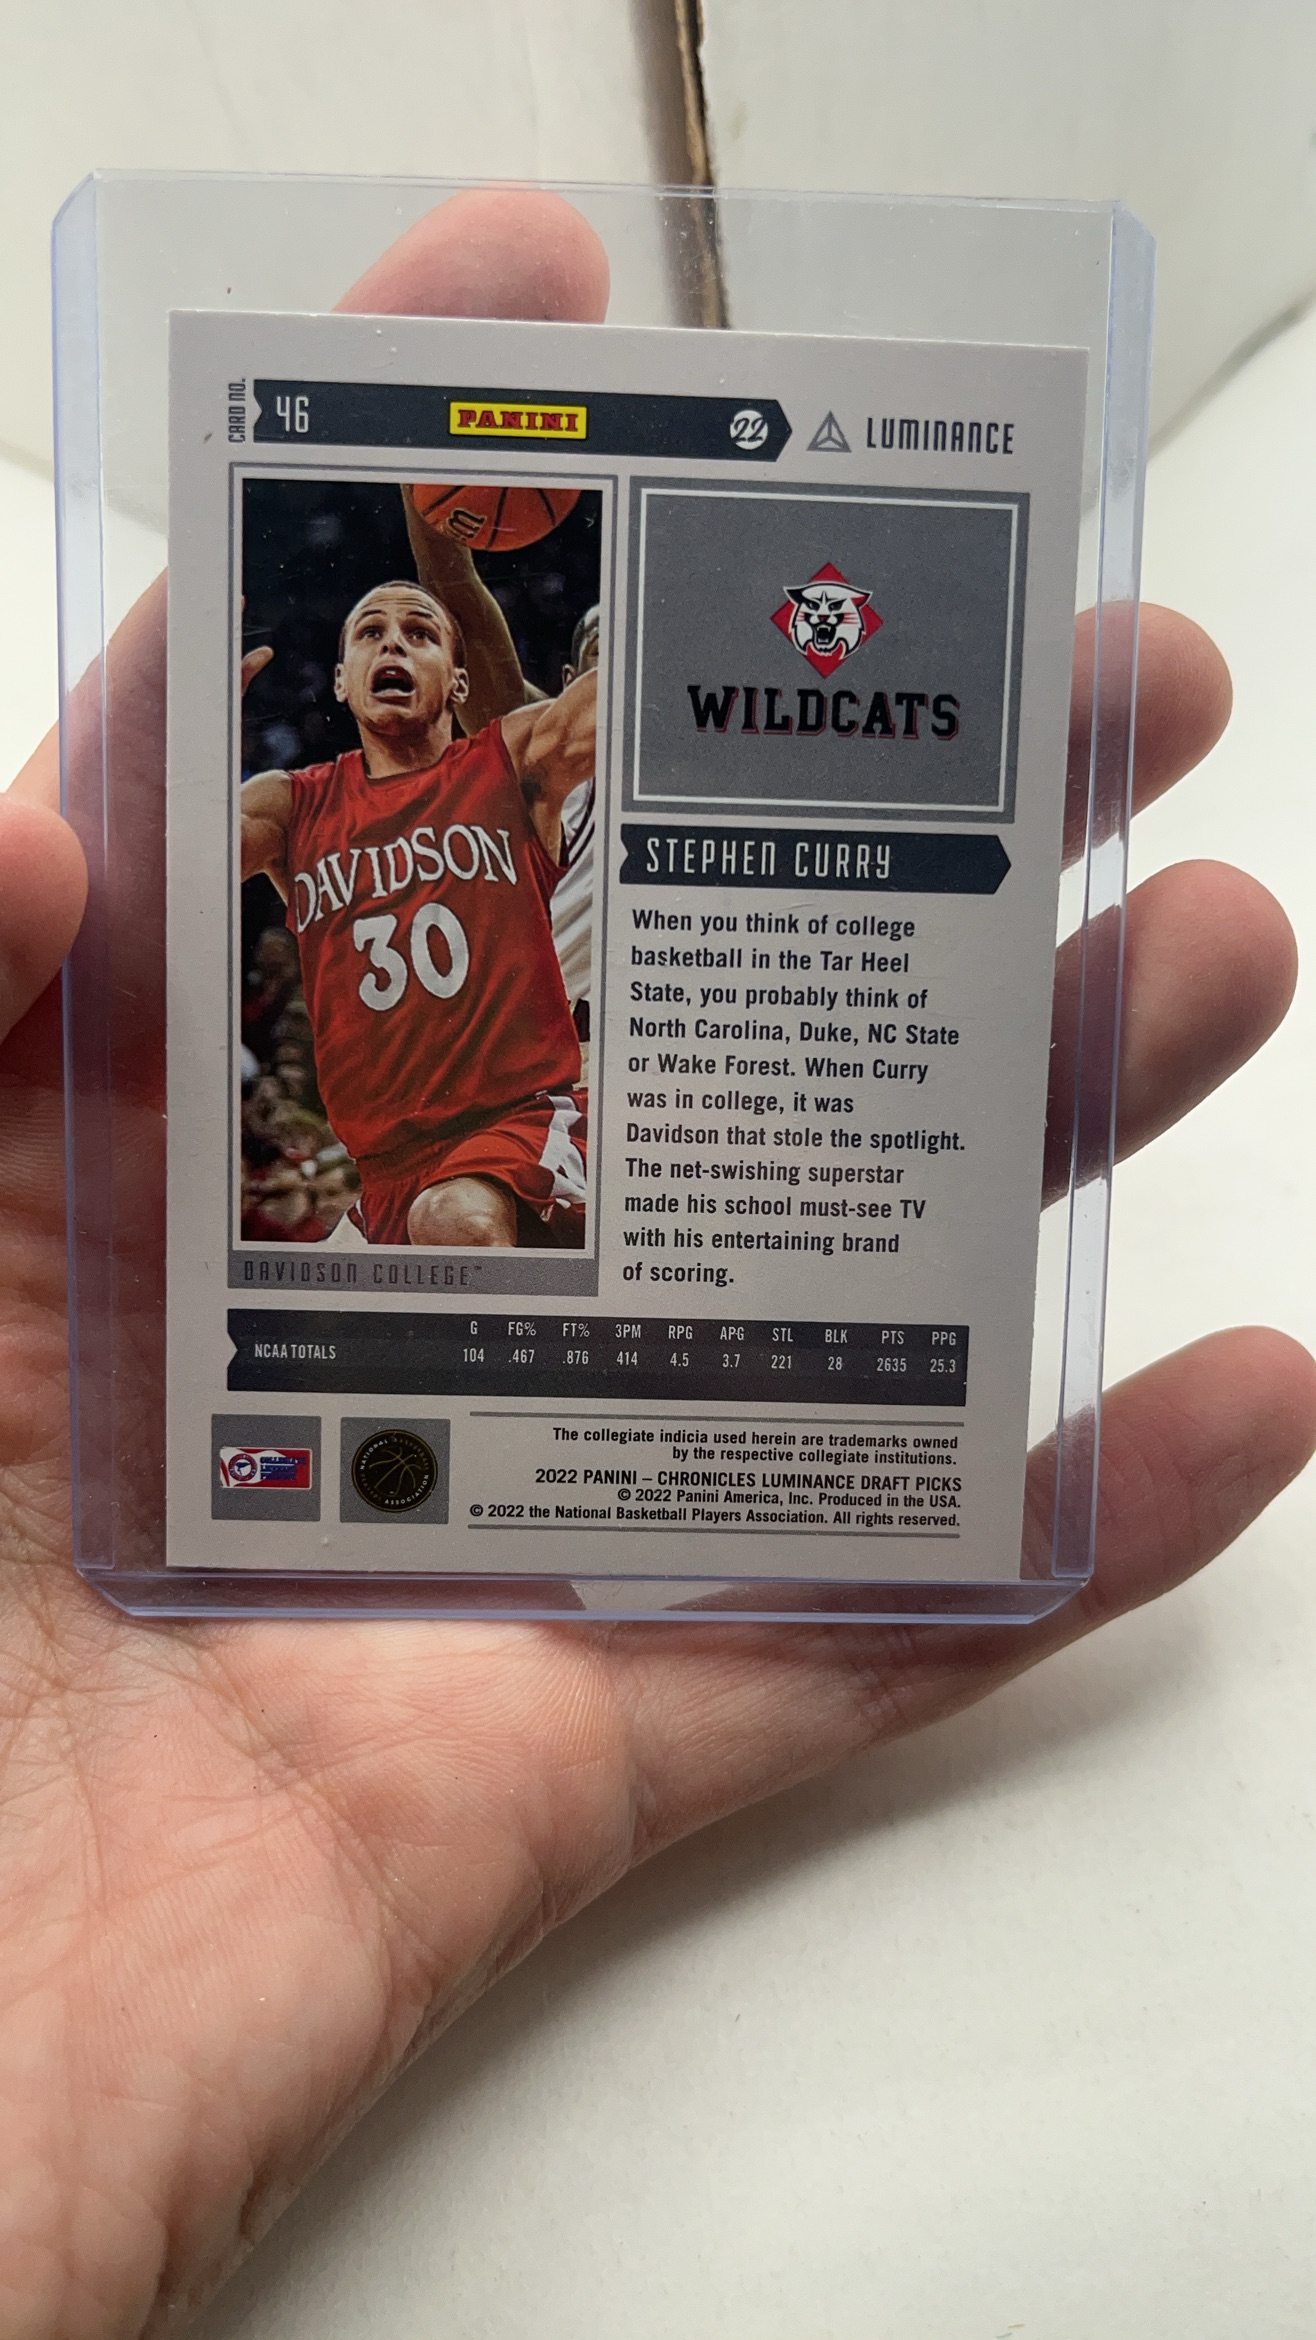 CARD NO.
46
PANINI
22
LUMINANCE
WILDCATS
DAVIDSON
30
STEPHEN CURRY
When you think of college
basketball in the Tar Heel
State, you probably think of
North Carolina, Duke, NC State
or Wake Forest. When Curry
was in college, it was
Davidson that stole the spotlight.
The net-swishing superstar
made his school must-see TV
with his entertaining brand
of scoring.
DAVIDSON COLLEGE™
G FG% FT% 3PM RPG APG STL BLK PTS PPG
NCAA TOTALS 104 .467 .876 414 4.5 3.7 221 28 2635 25.3
NATIONAL BASKETBALL PLAYERS ASSOCIATION
The collegiate indicia used herein are trademarks owned
by the respective collegiate institutions.
2022 PANINI – CHRONICLES LUMINANCE DRAFT PICKS
© 2022 Panini America, Inc. Produced in the USA.
© 2022 the National Basketball Players Association. All rights reserved.